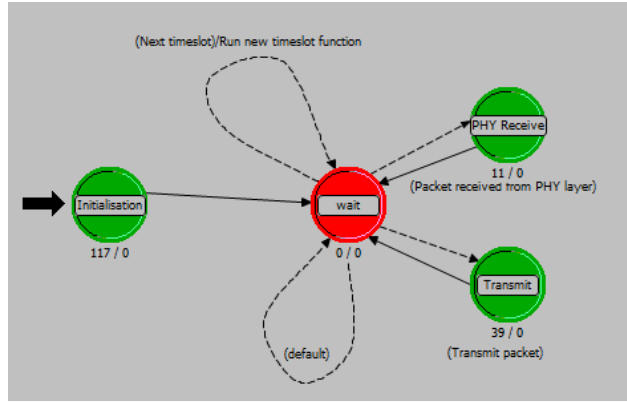 (Next timeslot)/Run new timeslot function
PHY Receive
11 / 0
(Packet received from PHY layer)
Initialisation
117 / 0
wait
0 / 0
Transmit
39 / 0
(Transmit packet)
(default)